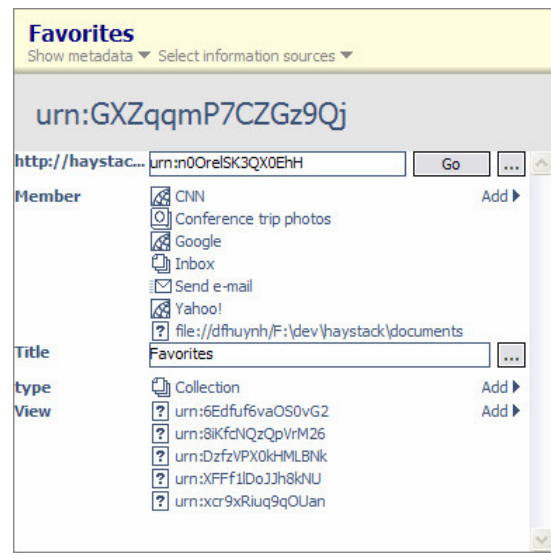 Favorites
Show metadata Select information sources
urn:GXZqqmP7CZGz9Qj
http://haystac... urn:n0OrelSK3QX0EhH Go ...
Member CNN Add
Conference trip photos
Google
Inbox
Send e-mail
Yahoo!
? file://dfhuynh/F:\dev\haystack\documents
Title Favorites ...
type Collection Add
View ? urn:6Edfuf6vaOS0vG2 Add
? urn:8iKfcNQzQpVrM26
? urn:DzfzVPX0kHMLBNk
? urn:XFFf1lDoJJh8kNU
? urn:xcr9xRiuq9qOUan